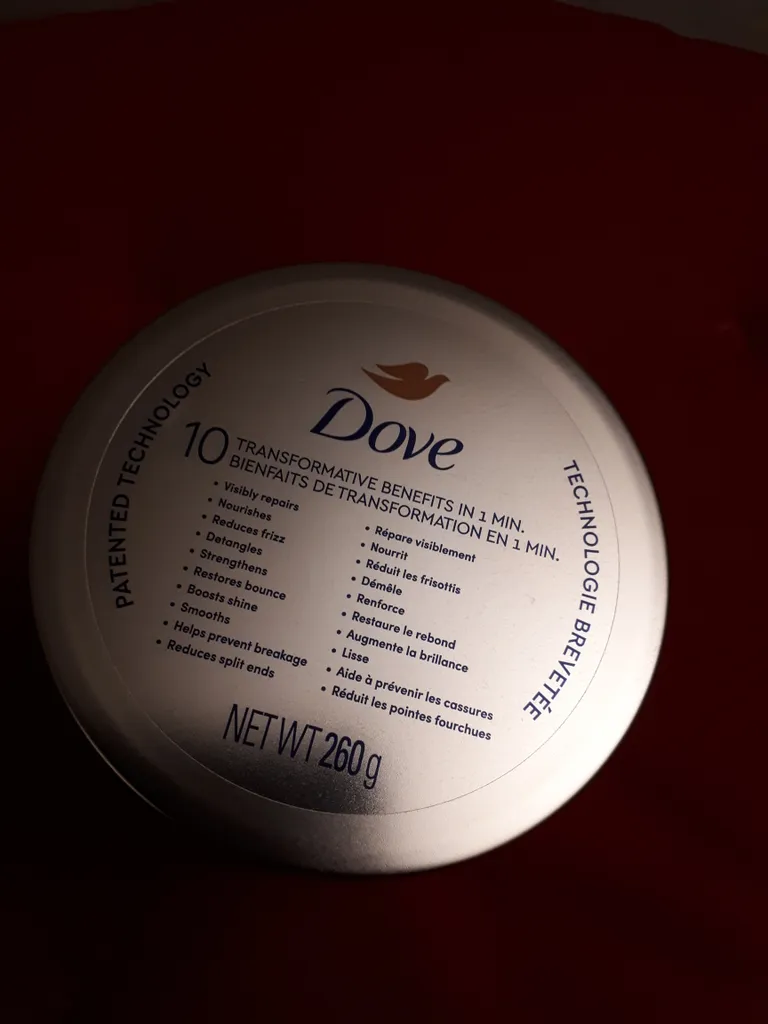 Dove
PATENTED TECHNOLOGY
10 TRANSFORMATIVE BENEFITS IN 1 MIN.
BIENFAITS DE TRANSFORMATION EN 1 MIN.
• Visibly repairs
• Nourishes
• Reduces frizz
• Detangles
• Strengthens
• Restores bounce
• Boosts shine
• Smooths
• Helps prevent breakage
• Reduces split ends
• Répare visiblement
• Nourrit
• Réduit les frisottis
• Démêle
• Renforce
• Restaure le rebond
• Augmente la brillance
• Lisse
• Aide à prévenir les cassures
• Réduit les pointes fourchues
TECHNOLOGIE BREVETÉE
NET WT 260 g